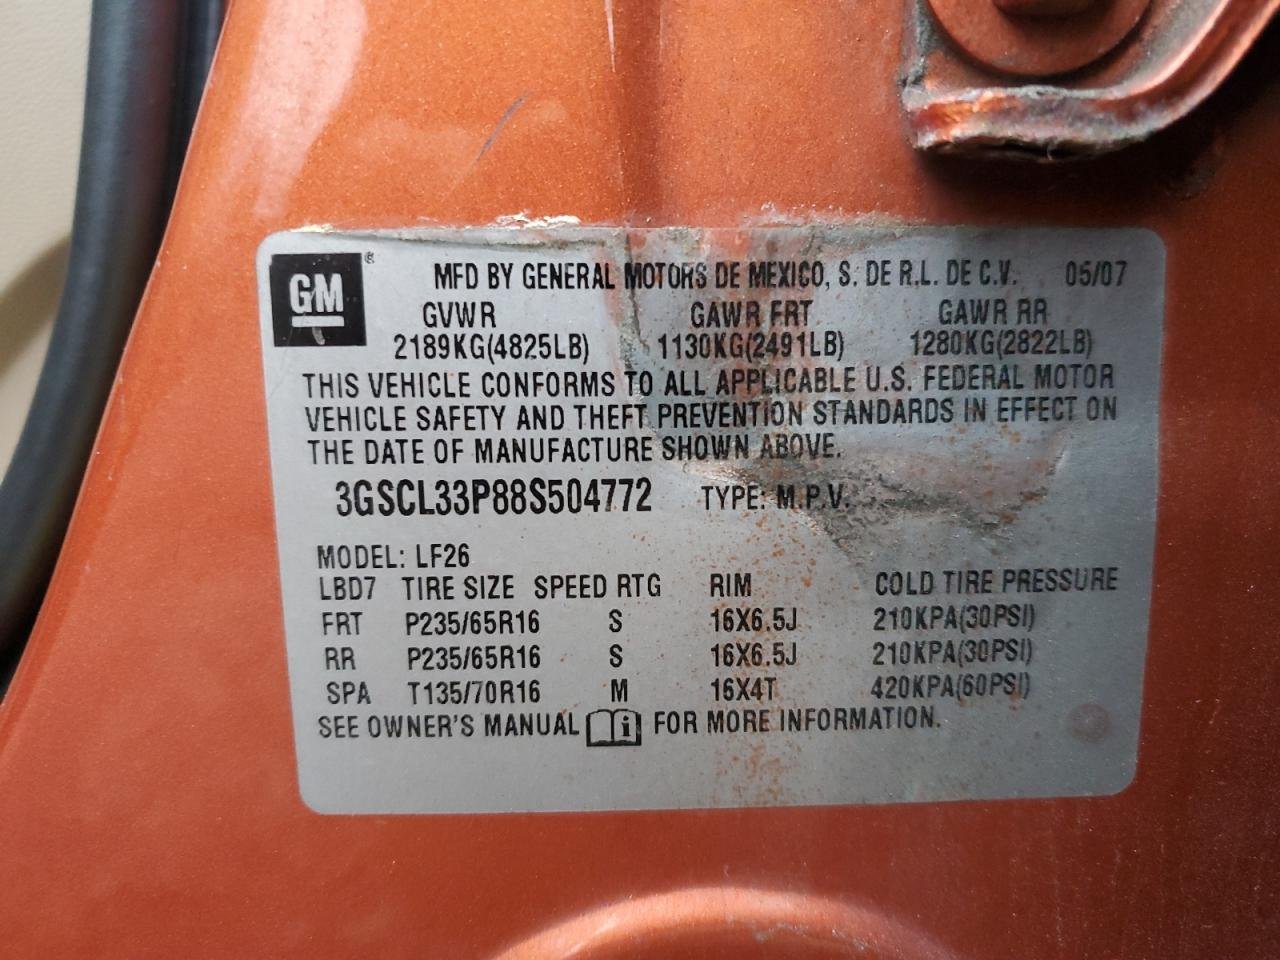 GM®
MFD BY GENERAL MOTORS DE MEXICO, S. DE R.L. DE C.V. 05/07
GVWR GAWR FRT GAWR RR
2189KG(4825LB) 1130KG(2491LB) 1280KG(2822LB)
THIS VEHICLE CONFORMS TO ALL APPLICABLE U.S. FEDERAL MOTOR
VEHICLE SAFETY AND THEFT PREVENTION STANDARDS IN EFFECT ON
THE DATE OF MANUFACTURE SHOWN ABOVE.
3GSCL33P88S504772 TYPE: M.P.V.
MODEL: LF26
LBD7 TIRE SIZE SPEED RTG RIM COLD TIRE PRESSURE
FRT P235/65R16 S 16X6.5J 210KPA(30PSI)
RR P235/65R16 S 16X6.5J 210KPA(30PSI)
SPA T135/70R16 M 16X4T 420KPA(60PSI)
SEE OWNER'S MANUAL i FOR MORE INFORMATION.